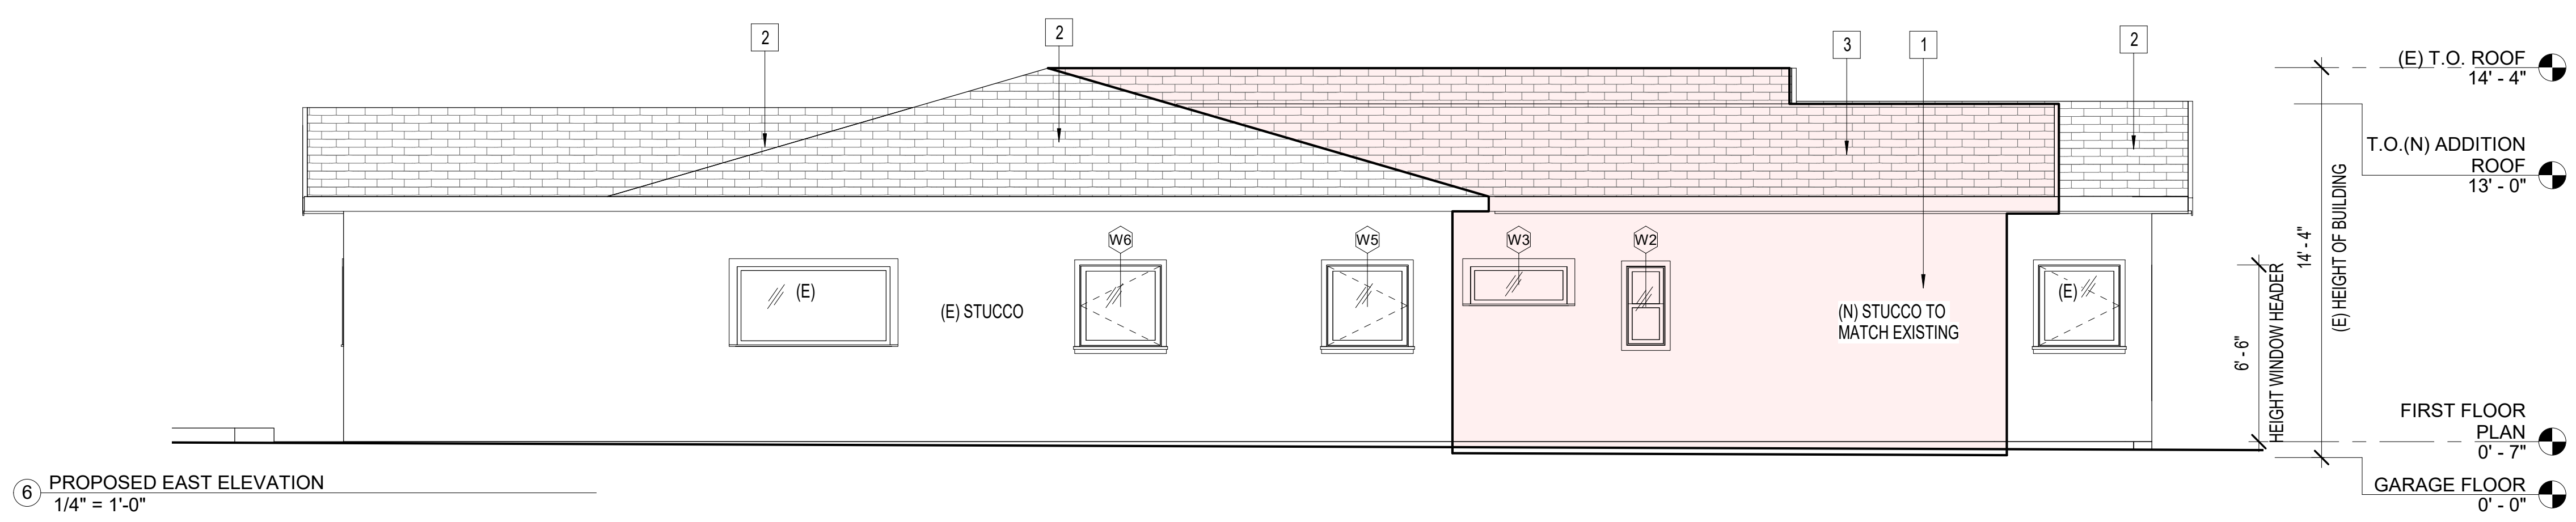 2
2
3
1
2
(E) T.O. ROOF
14' - 4"
T.O.(N) ADDITION
ROOF
13' - 0"
W6
W5
W3
W2
(E)
(E) STUCCO
(N) STUCCO TO
MATCH EXISTING
(E)
6' - 6"
HEIGHT WINDOW HEADER
14' - 4"
(E) HEIGHT OF BUILDING
FIRST FLOOR
PLAN
0' - 7"
GARAGE FLOOR
0' - 0"
6 PROPOSED EAST ELEVATION
1/4" = 1'-0"